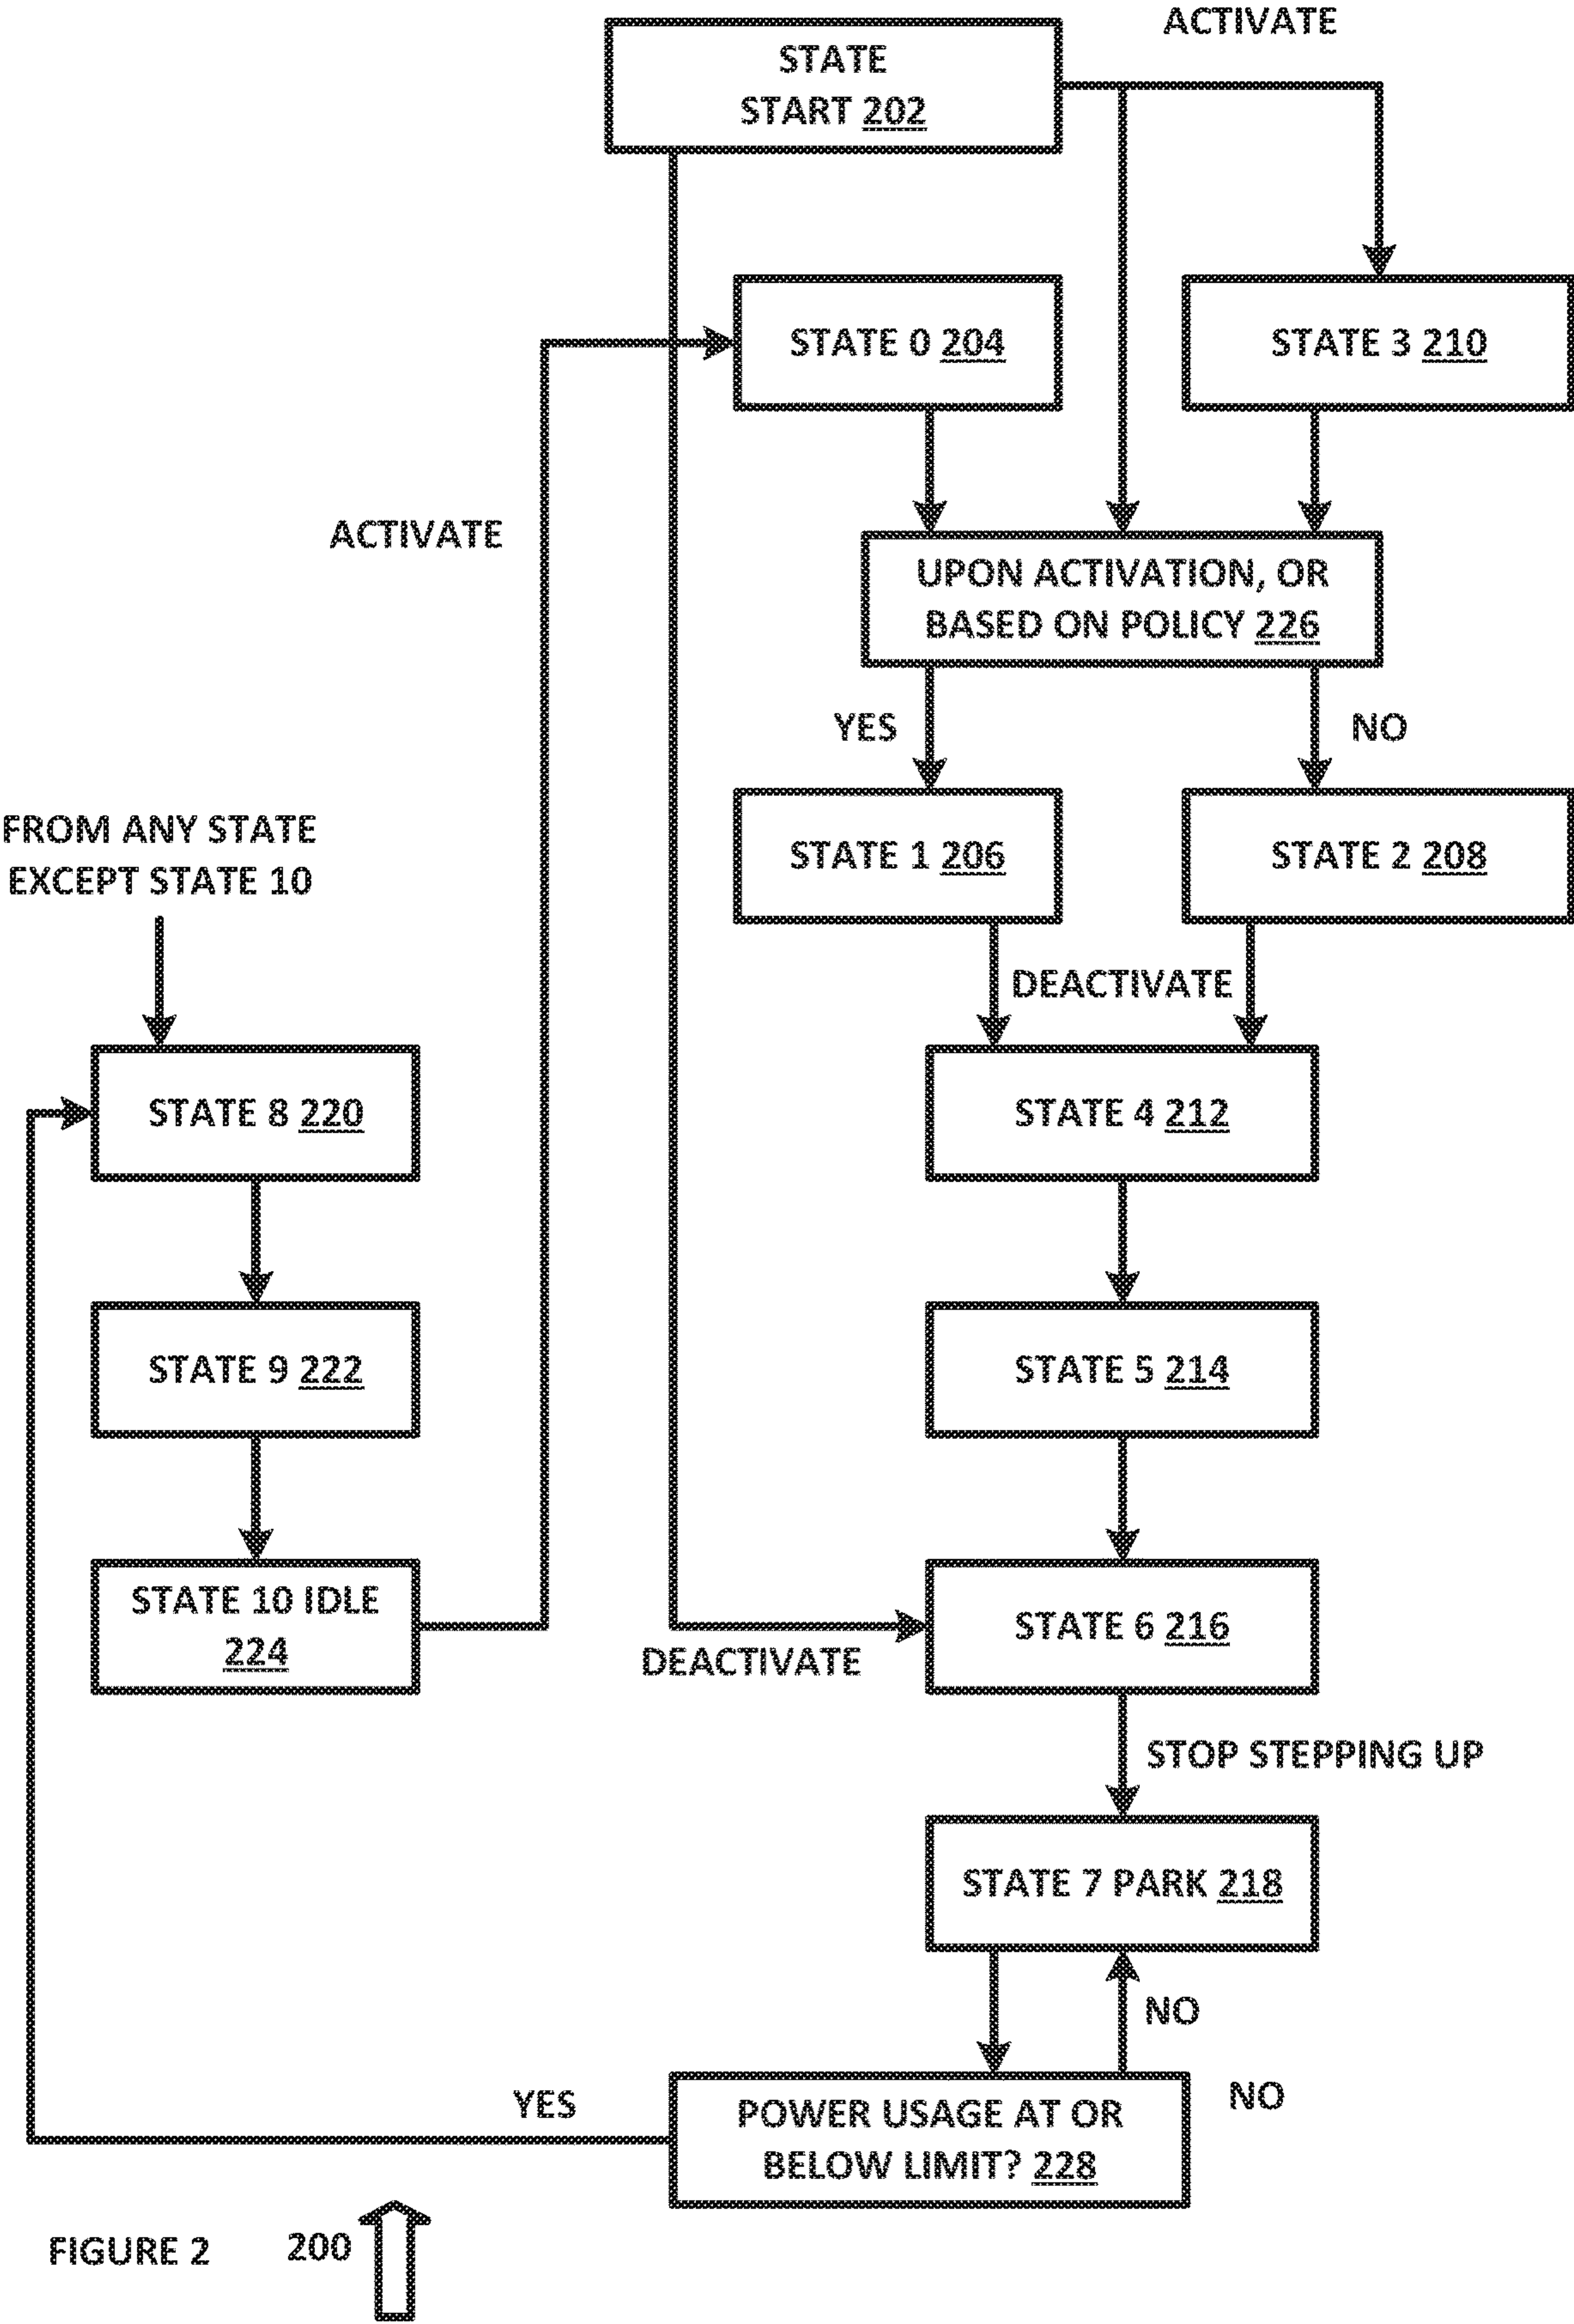 ACTIVATE
STATE
START 202
STATE 0 204
STATE 3 210
ACTIVATE
UPON ACTIVATION, OR
BASED ON POLICY 226
YES
NO
FROM ANY STATE
EXCEPT STATE 10
STATE 1 206
STATE 2 208
DEACTIVATE
STATE 8 220
STATE 4 212
STATE 9 222
STATE 5 214
STATE 10 IDLE
224
STATE 6 216
DEACTIVATE
STOP STEPPING UP
STATE 7 PARK 218
NO
YES
POWER USAGE AT OR
BELOW LIMIT? 228
NO
FIGURE 2
200